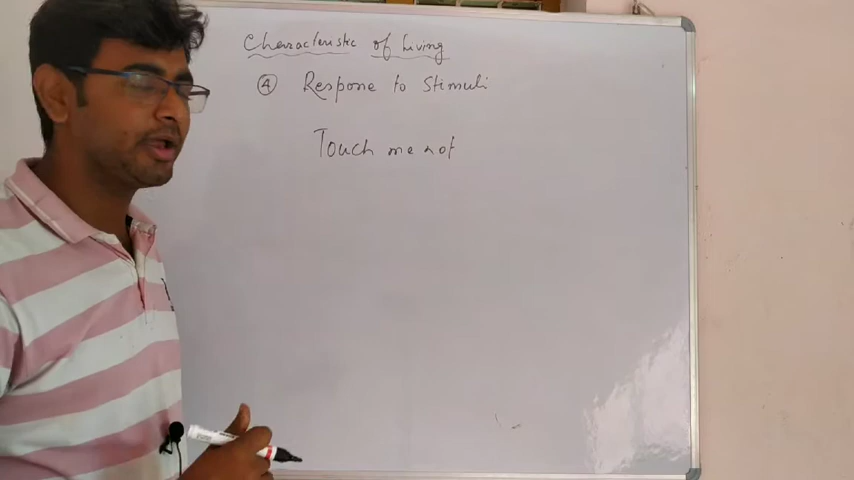 Characteristic of Living
④ Respone to Stimuli
Touch me not